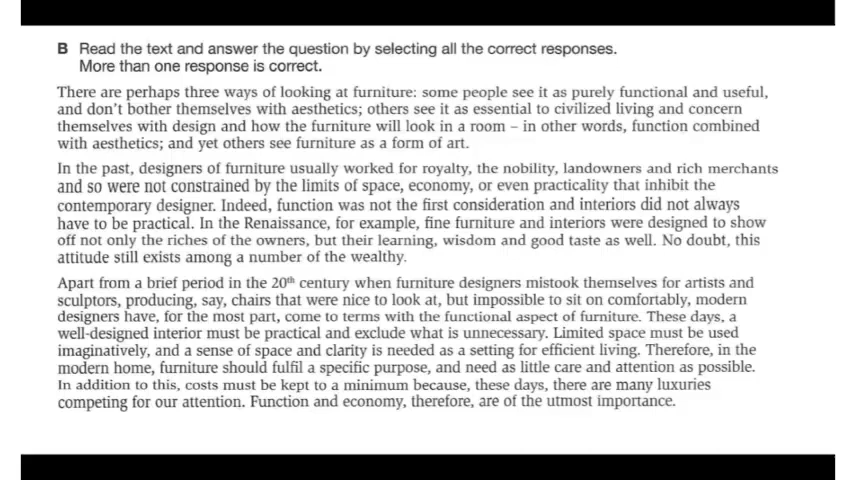 B Read the text and answer the question by selecting all the correct responses.
More than one response is correct.
There are perhaps three ways of looking at furniture: some people see it as purely functional and useful,
and don't bother themselves with aesthetics; others see it as essential to civilized living and concern
themselves with design and how the furniture will look in a room – in other words, function combined
with aesthetics; and yet others see furniture as a form of art.
In the past, designers of furniture usually worked for royalty, the nobility, landowners and rich merchants
and so were not constrained by the limits of space, economy, or even practicality that inhibit the
contemporary designer. Indeed, function was not the first consideration and interiors did not always
have to be practical. In the Renaissance, for example, fine furniture and interiors were designed to show
off not only the riches of the owners, but their learning, wisdom and good taste as well. No doubt, this
attitude still exists among a number of the wealthy.
Apart from a brief period in the 20th century when furniture designers mistook themselves for artists and
sculptors, producing, say, chairs that were nice to look at, but impossible to sit on comfortably, modern
designers have, for the most part, come to terms with the functional aspect of furniture. These days, a
well-designed interior must be practical and exclude what is unnecessary. Limited space must be used
imaginatively, and a sense of space and clarity is needed as a setting for efficient living. Therefore, in the
modern home, furniture should fulfil a specific purpose, and need as little care and attention as possible.
In addition to this, costs must be kept to a minimum because, these days, there are many luxuries
competing for our attention. Function and economy, therefore, are of the utmost importance.